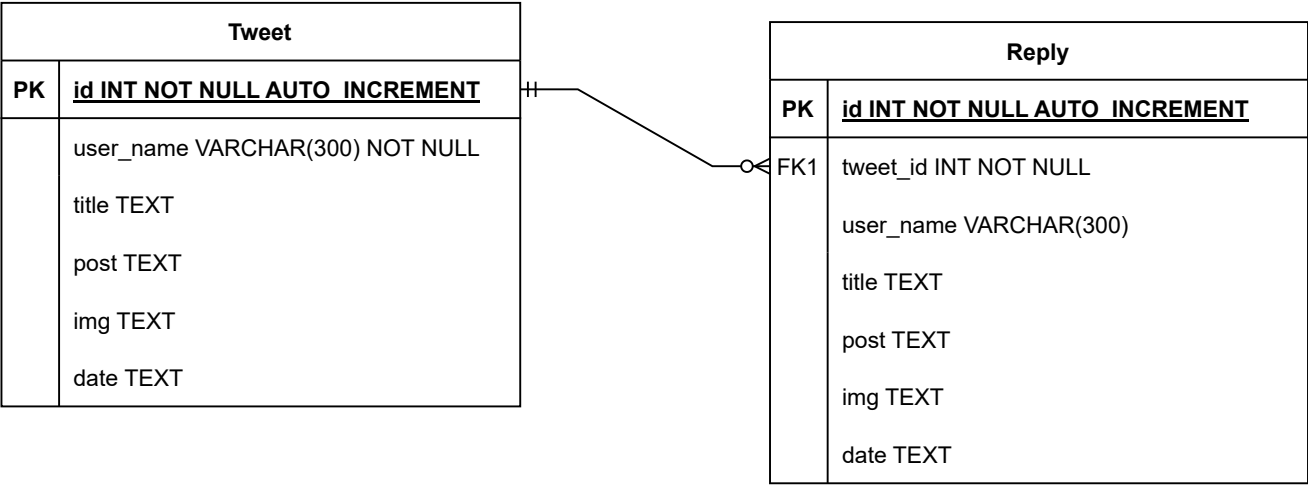 Tweet
PK id INT NOT NULL AUTO_INCREMENT
user_name VARCHAR(300) NOT NULL
title TEXT
post TEXT
img TEXT
date TEXT
Reply
PK id INT NOT NULL AUTO_INCREMENT
FK1 tweet_id INT NOT NULL
user_name VARCHAR(300)
title TEXT
post TEXT
img TEXT
date TEXT